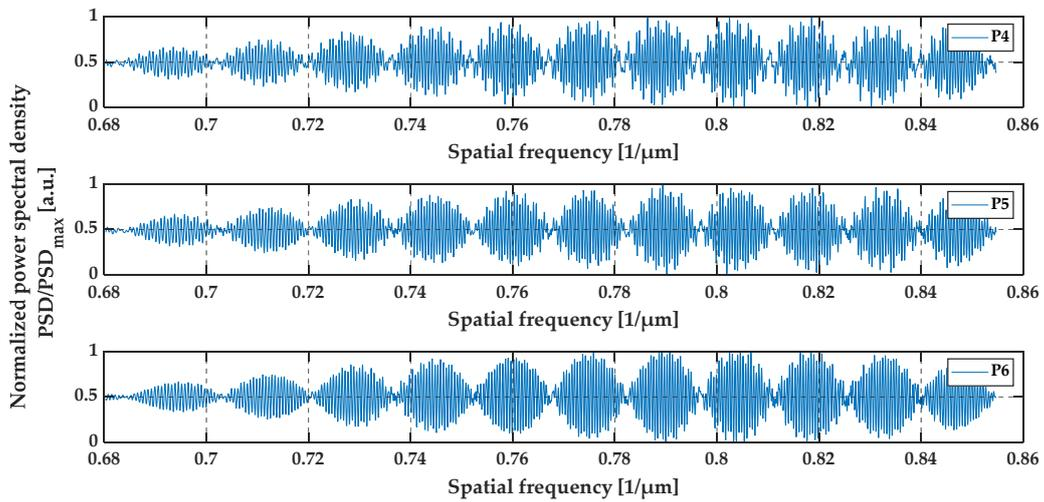 Normalized power spectral density
PSD/PSDmax [a.u.]
1
0.5
0
P4
0.68 0.7 0.72 0.74 0.76 0.78 0.8 0.82 0.84 0.86
Spatial frequency [1/µm]
1
0.5
0
P5
0.68 0.7 0.72 0.74 0.76 0.78 0.8 0.82 0.84 0.86
Spatial frequency [1/µm]
1
0.5
0
P6
0.68 0.7 0.72 0.74 0.76 0.78 0.8 0.82 0.84 0.86
Spatial frequency [1/µm]